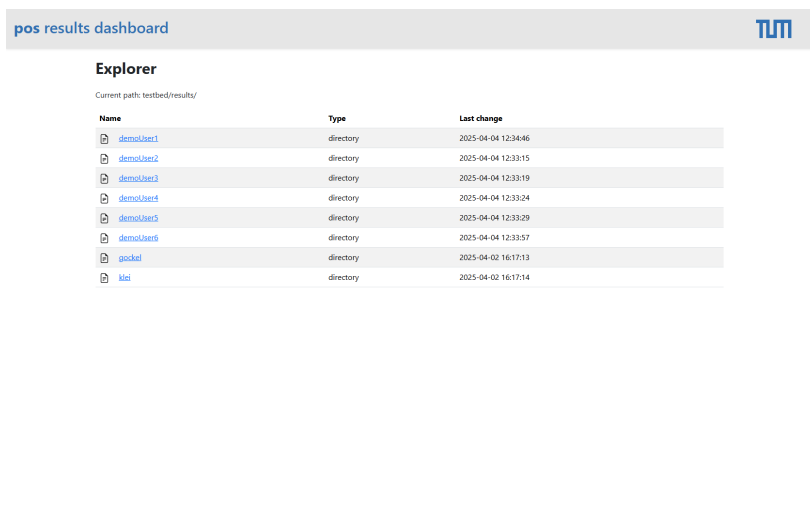 pos results dashboard
TUM
Explorer
Current path: testbed/results/
Name Type Last change
demoUser1 directory 2025-04-04 12:34:46
demoUser2 directory 2025-04-04 12:33:15
demoUser3 directory 2025-04-04 12:33:19
demoUser4 directory 2025-04-04 12:33:24
demoUser5 directory 2025-04-04 12:33:29
demoUser6 directory 2025-04-04 12:33:57
gockel directory 2025-04-02 16:17:13
klei directory 2025-04-02 16:17:14